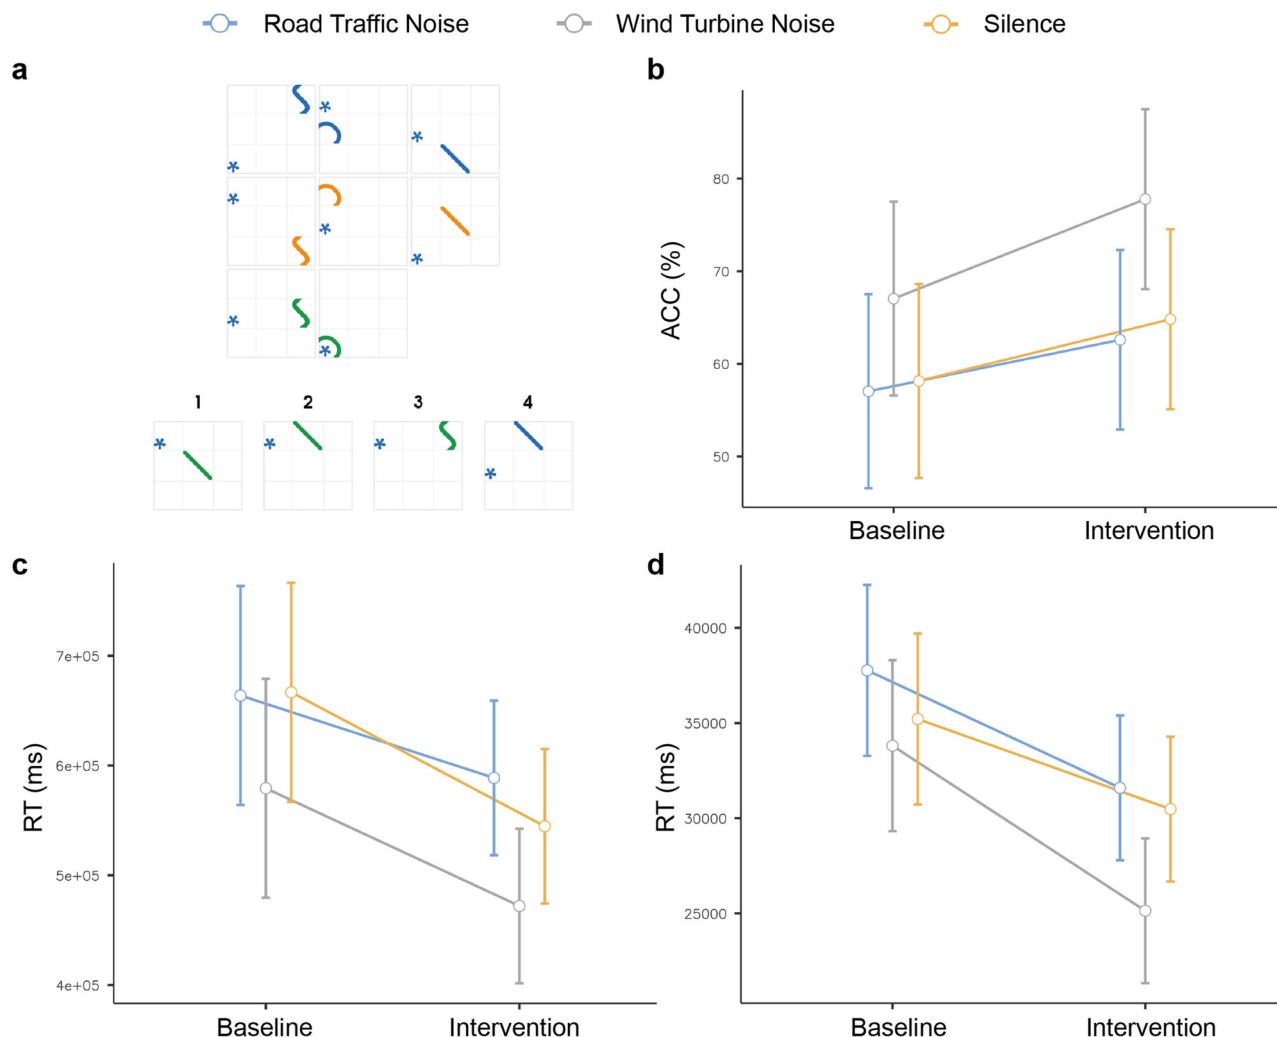 Road Traffic Noise Wind Turbine Noise Silence
a
1 2 3 4
b
ACC (%)
80
70
60
50
Baseline Intervention
c
RT (ms)
7e+05
6e+05
5e+05
4e+05
Baseline Intervention
d
RT (ms)
40000
35000
30000
25000
Baseline Intervention